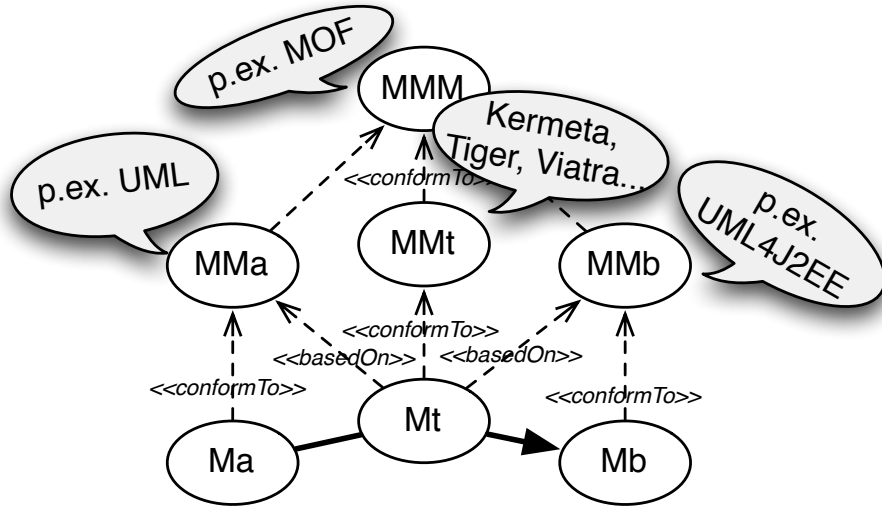 p.ex. MOF
MMM
Kermeta,
Tiger, Viatra...
p.ex. UML
<<conformTo>>
p.ex.
UML4J2EE
MMa
MMt
MMb
<<conformTo>>
<<basedOn>>
<<basedOn>>
<<conformTo>>
<<conformTo>>
Mt
Ma
Mb